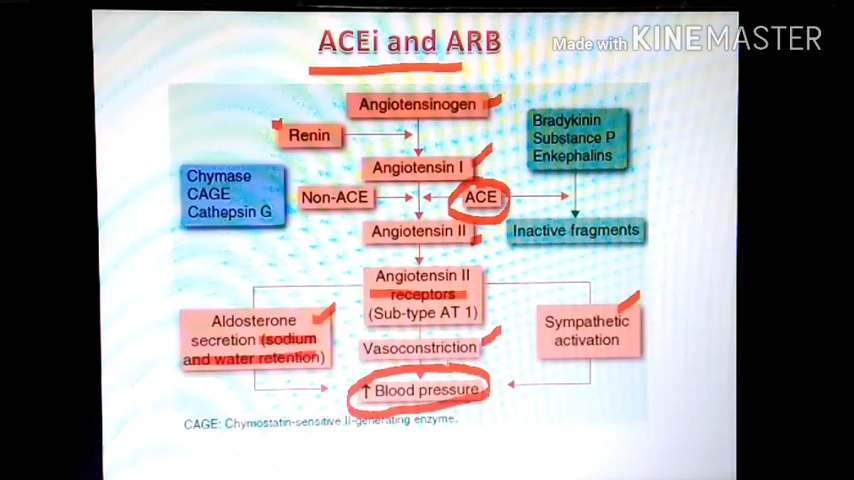 ACEi and ARB
Made with KINEMASTER
Angiotensinogen
Renin
Bradykinin
Substance P
Enkephalins
Angiotensin I
Chymase
CAGE
Cathepsin G
Non-ACE
ACE
Angiotensin II
Inactive fragments
Angiotensin II
receptors
(Sub-type AT 1)
Aldosterone
secretion (sodium
and water retention)
Vasoconstriction
Sympathetic
activation
↑ Blood pressure
CAGE: Chymostatin-sensitive II-generating enzyme.